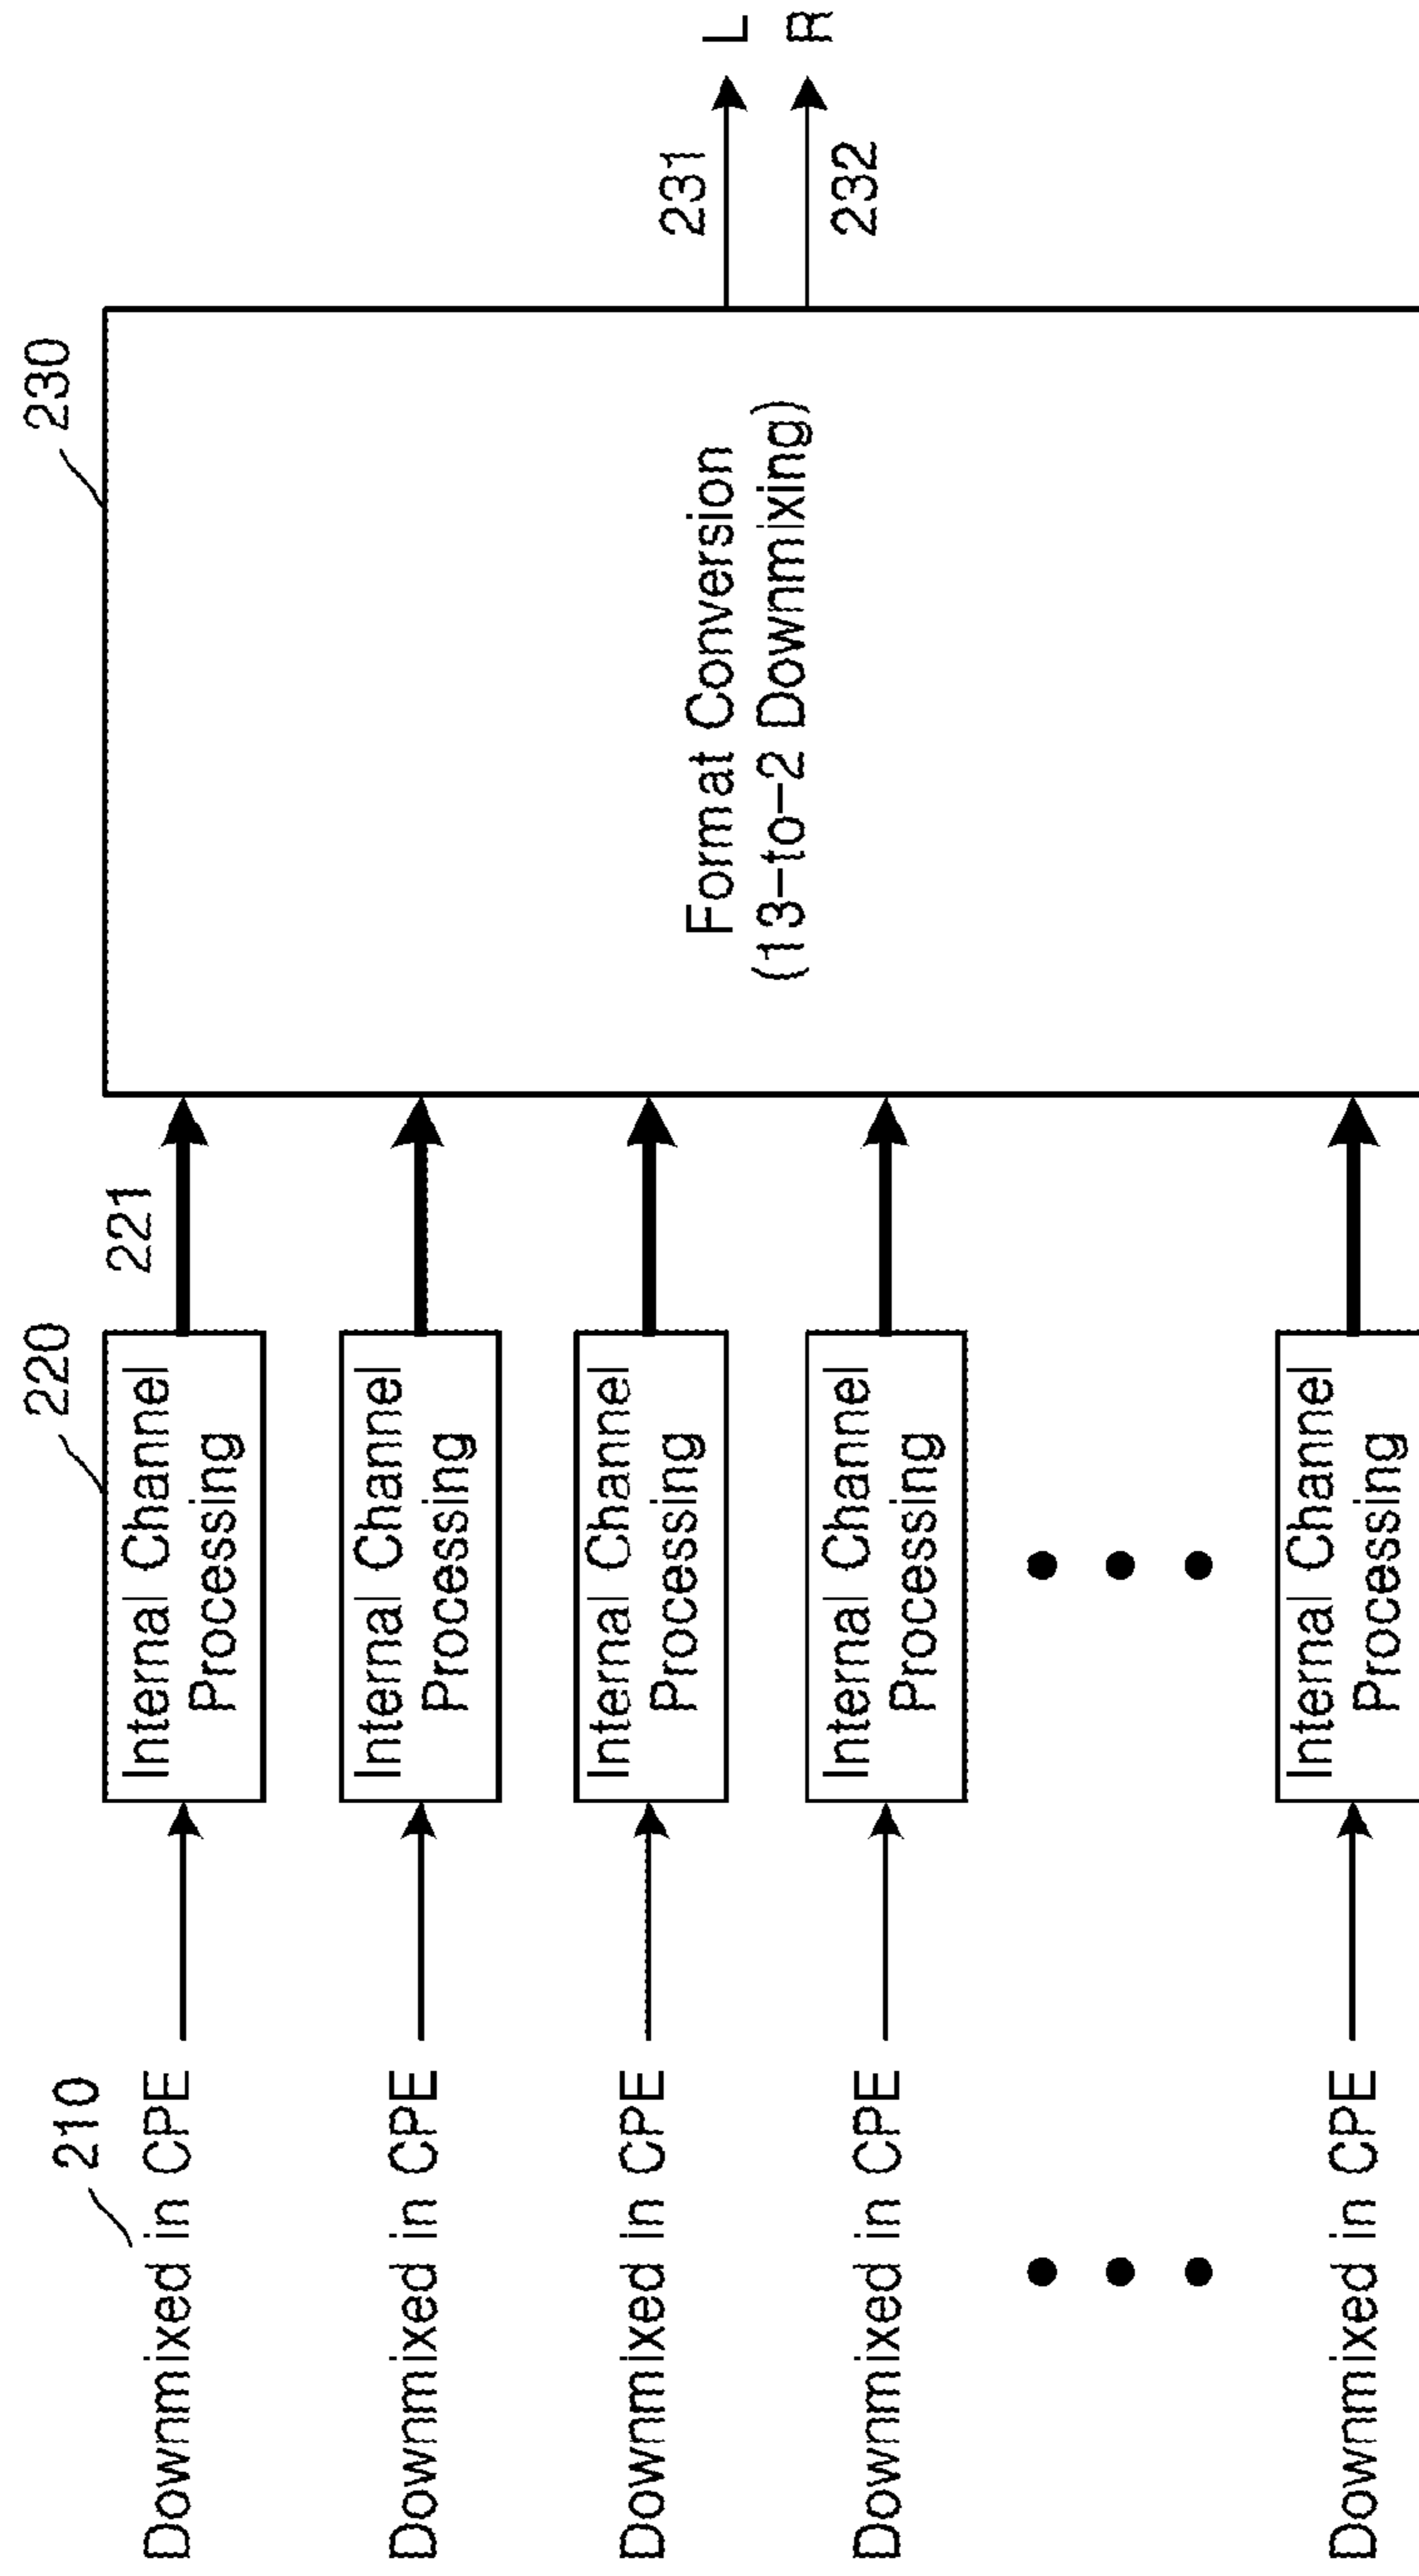 210
Downmixed in CPE
220
Internal Channel
Processing
221
230
Format Conversion
(13-to-2 Downmixing)
231
L
R
232
Downmixed in CPE
Internal Channel
Processing
Downmixed in CPE
Internal Channel
Processing
Downmixed in CPE
Internal Channel
Processing
Downmixed in CPE
Internal Channel
Processing